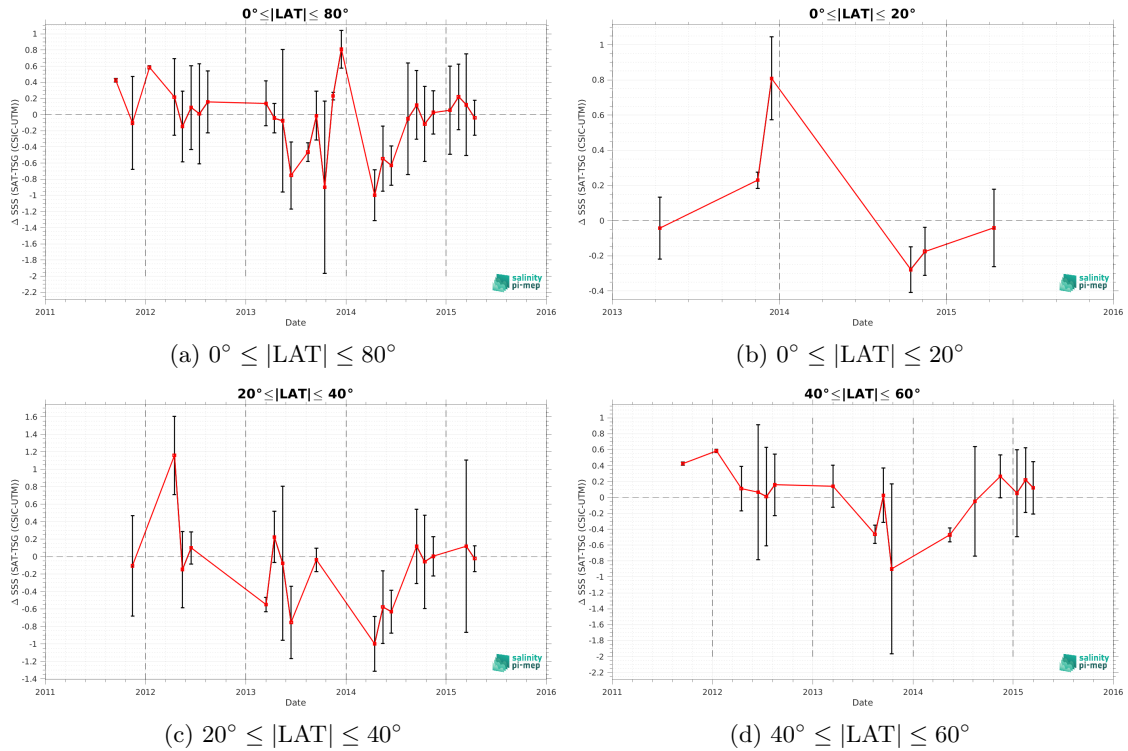 0°≤|LAT|≤ 80°
Δ SSS (SAT-TSG (CSIC-UTM))
1
0.8
0.6
0.4
0.2
0
-0.2
-0.4
-0.6
-0.8
-1
-1.2
-1.4
-1.6
-1.8
-2
-2.2
2011 2012 2013 2014 2015 2016
Date
salinity
pi-mep
(a) 0° ≤ |LAT| ≤ 80°
0°≤|LAT|≤ 20°
Δ SSS (SAT-TSG (CSIC-UTM))
1
0.8
0.6
0.4
0.2
0
-0.2
-0.4
2013 2014 2015 2016
Date
salinity
pi-mep
(b) 0° ≤ |LAT| ≤ 20°
20°≤|LAT|≤ 40°
Δ SSS (SAT-TSG (CSIC-UTM))
1.6
1.4
1.2
1
0.8
0.6
0.4
0.2
0
-0.2
-0.4
-0.6
-0.8
-1
-1.2
-1.4
2011 2012 2013 2014 2015 2016
Date
salinity
pi-mep
(c) 20° ≤ |LAT| ≤ 40°
40°≤|LAT|≤ 60°
Δ SSS (SAT-TSG (CSIC-UTM))
1
0.8
0.6
0.4
0.2
0
-0.2
-0.4
-0.6
-0.8
-1
-1.2
-1.4
-1.6
-1.8
-2
-2.2
2011 2012 2013 2014 2015 2016
Date
salinity
pi-mep
(d) 40° ≤ |LAT| ≤ 60°